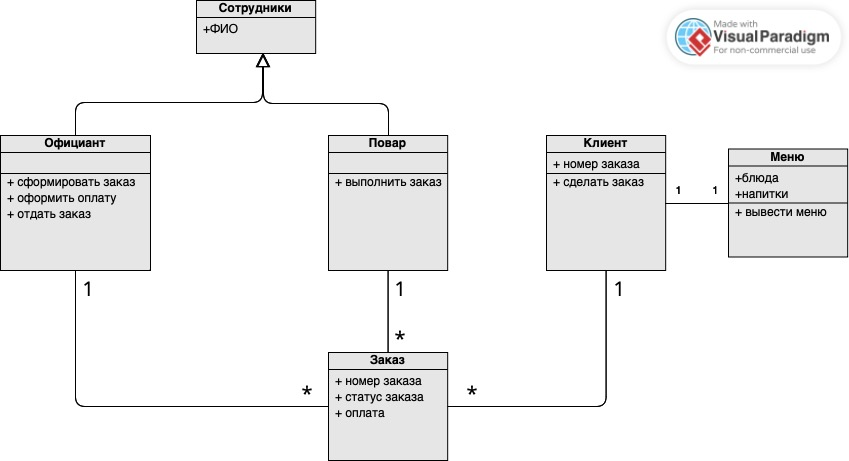 Сотрудники
+ФИО
Made with
Visual Paradigm
For non-commercial use
Официант
+ сформировать заказ
+ оформить оплату
+ отдать заказ
Повар
+ выполнить заказ
Клиент
+ номер заказа
+ сделать заказ
Меню
+блюда
+напитки
+ вывести меню
1
1
1
1
1
*
*
*
Заказ
+ номер заказа
+ статус заказа
+ оплата